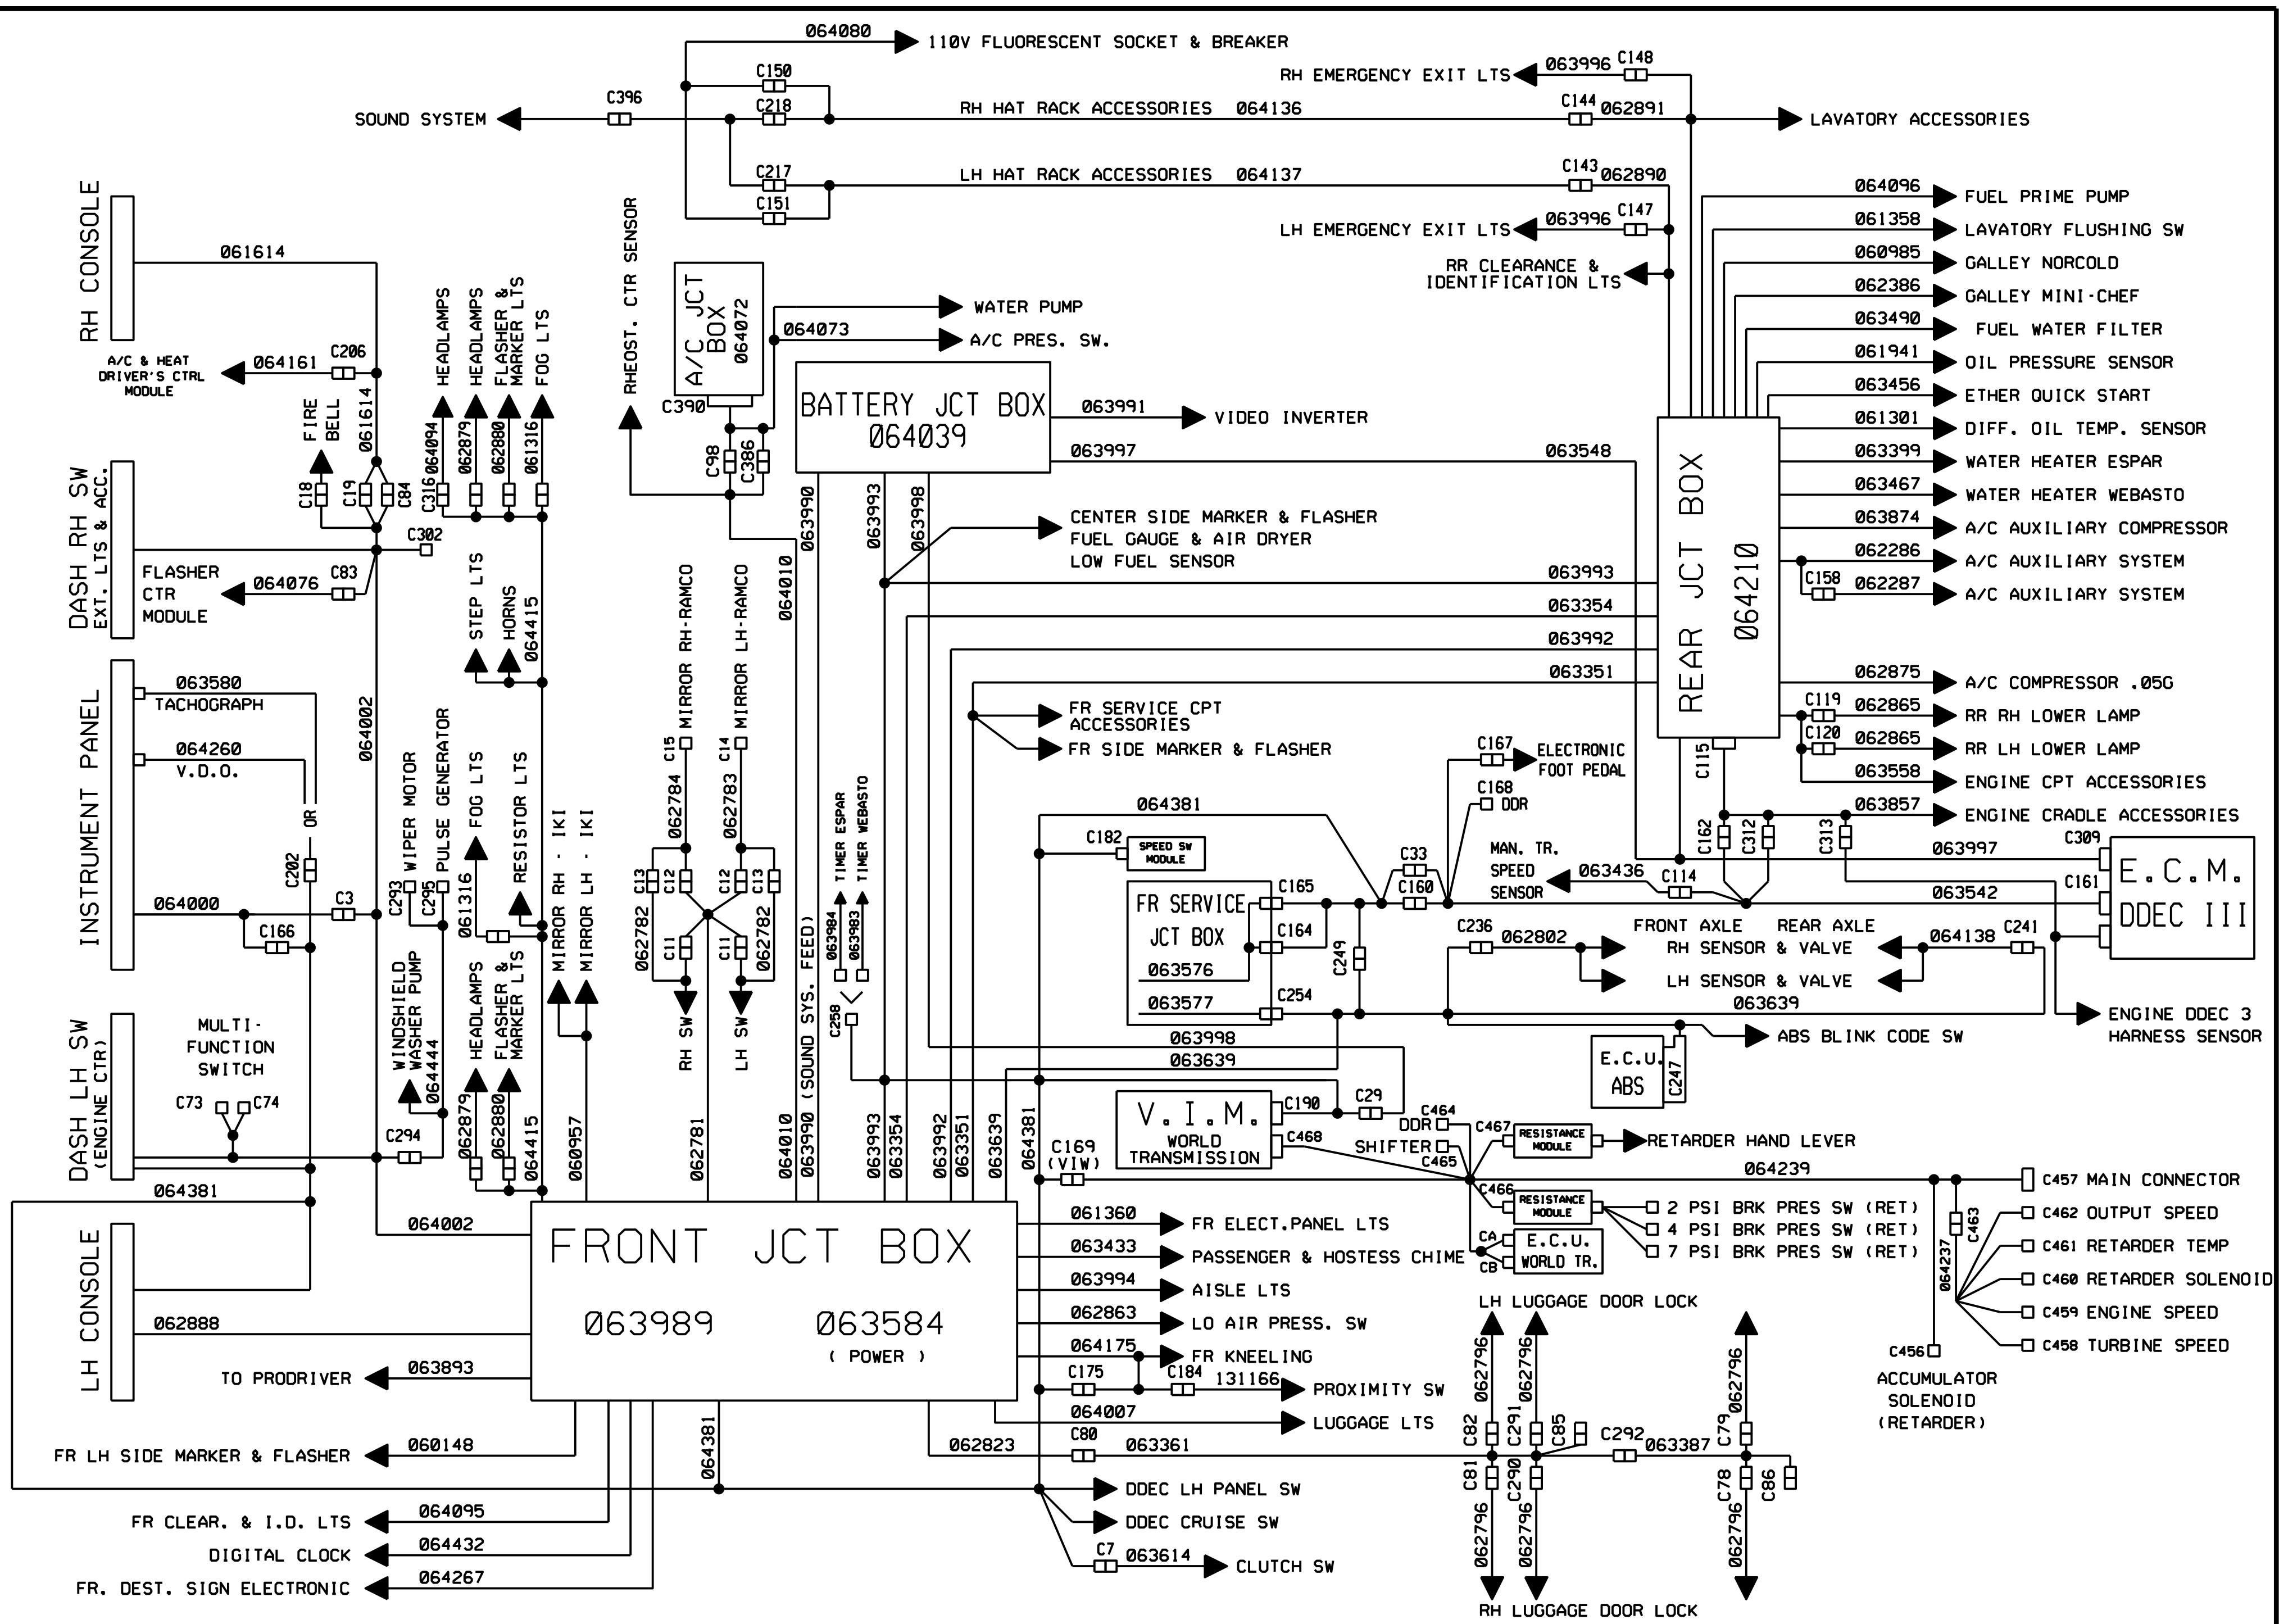 064080
110V FLUORESCENT SOCKET & BREAKER
C150
RH EMERGENCY EXIT LTS
063996
C148
SOUND SYSTEM
C396
C218
RH HAT RACK ACCESSORIES 064136
C144
062891
LAVATORY ACCESSORIES
C217
LH HAT RACK ACCESSORIES 064137
C143
062890
C151
LH EMERGENCY EXIT LTS
063996
C147
RR CLEARANCE &
IDENTIFICATION LTS
064096
FUEL PRIME PUMP
061358
LAVATORY FLUSHING SW
060985
GALLEY NORCOLD
062386
GALLEY MINI-CHEF
063490
FUEL WATER FILTER
061941
OIL PRESSURE SENSOR
063456
ETHER QUICK START
061301
DIFF. OIL TEMP. SENSOR
063399
WATER HEATER ESPAR
063467
WATER HEATER WEBASTO
063874
A/C AUXILIARY COMPRESSOR
062286
A/C AUXILIARY SYSTEM
C158
062287
A/C AUXILIARY SYSTEM
062875
A/C COMPRESSOR .05G
C119
062865
RR RH LOWER LAMP
C120
062865
RR LH LOWER LAMP
063558
ENGINE CPT ACCESSORIES
063857
ENGINE CRADLE ACCESSORIES
REAR JCT BOX
064210
C115
RH CONSOLE
061614
A/C & HEAT
DRIVER'S CTRL
MODULE
064161
C206
FIRE
BELL
061614
C18
C19
C84
DASH RH SW
EXT. LTS & ACC.
C302
FLASHER
CTR
MODULE
064076
C83
HEADLAMPS
HEADLAMPS
FLASHER &
MARKER LTS
FOG LTS
C316
064094
062879
062880
061316
STEP LTS
HORNS
064415
RHEOST. CTR SENSOR
A/C JCT
BOX
064072
C390
WATER PUMP
064073
A/C PRES. SW.
C98
C386
BATTERY JCT BOX
064039
063991
VIDEO INVERTER
063997
063548
063990
063993
063998
CENTER SIDE MARKER & FLASHER
FUEL GAUGE & AIR DRYER
LOW FUEL SENSOR
063993
063354
063992
063351
FR SERVICE CPT
ACCESSORIES
FR SIDE MARKER & FLASHER
INSTRUMENT PANEL
063580
TACHOGRAPH
064260
V.D.O.
OR
C202
064000
C3
C166
064002
C293
WIPER MOTOR
C295
PULSE GENERATOR
FOG LTS
061316
RESISTOR LTS
MIRROR RH - IKI
MIRROR LH - IKI
C15
MIRROR RH-RAMCO
C14
MIRROR LH-RAMCO
062784
062783
C13
C12
C12
C13
062782
C11
C11
062782
RH SW
LH SW
064010
TIMER ESPAR
TIMER WEBASTO
063984
063983
C258
063990 (SOUND SYS. FEED)
064381
C182
SPEED SW
MODULE
C167
ELECTRONIC
FOOT PEDAL
C168
DDR
C33
C160
MAN. TR.
SPEED
SENSOR
063436
C114
C162
C312
C313
063997
C309
C161
063542
E.C.M.
DDEC III
FR SERVICE
JCT BOX
C165
C164
063576
063577
C254
C249
C236
062802
FRONT AXLE
REAR AXLE
RH SENSOR & VALVE
LH SENSOR & VALVE
064138
C241
063639
ENGINE DDEC 3
HARNESS SENSOR
ABS BLINK CODE SW
E.C.U.
ABS
C247
063998
063639
DASH LH SW
(ENGINE CTR)
MULTI-
FUNCTION
SWITCH
C73
C74
WINDSHIELD
WASHER PUMP
064444
C294
HEADLAMPS
FLASHER &
MARKER LTS
062879
062880
064415
060957
062781
064010
063993
063354
063992
063351
063639
064381
V.I.M.
WORLD
TRANSMISSION
C190
C29
C468
C464
DDR
SHIFTER
C465
C467
RESISTANCE
MODULE
RETARDER HAND LEVER
C169
(VIW)
064239
C466
RESISTANCE
MODULE
2 PSI BRK PRES SW (RET)
4 PSI BRK PRES SW (RET)
7 PSI BRK PRES SW (RET)
CA
CB
E.C.U.
WORLD TR.
C457 MAIN CONNECTOR
C462 OUTPUT SPEED
C461 RETARDER TEMP
C460 RETARDER SOLENOID
C459 ENGINE SPEED
C458 TURBINE SPEED
C463
064237
C456
ACCUMULATOR
SOLENOID
(RETARDER)
LH CONSOLE
064381
064002
062888
TO PRODRIVER
063893
FRONT JCT BOX
063989
063584
( POWER )
061360
FR ELECT.PANEL LTS
063433
PASSENGER & HOSTESS CHIME
063994
AISLE LTS
062863
LO AIR PRESS. SW
064175
FR KNEELING
C175
C184
131166
PROXIMITY SW
064007
LUGGAGE LTS
062823
C80
063361
LH LUGGAGE DOOR LOCK
062796
062796
062796
C82
C291
C85
C292
063387
C79
C81
C290
C78
C86
062796
062796
062796
RH LUGGAGE DOOR LOCK
FR LH SIDE MARKER & FLASHER
060148
064381
DDEC LH PANEL SW
DDEC CRUISE SW
C7
063614
CLUTCH SW
FR CLEAR. & I.D. LTS
064095
DIGITAL CLOCK
064432
FR. DEST. SIGN ELECTRONIC
064267